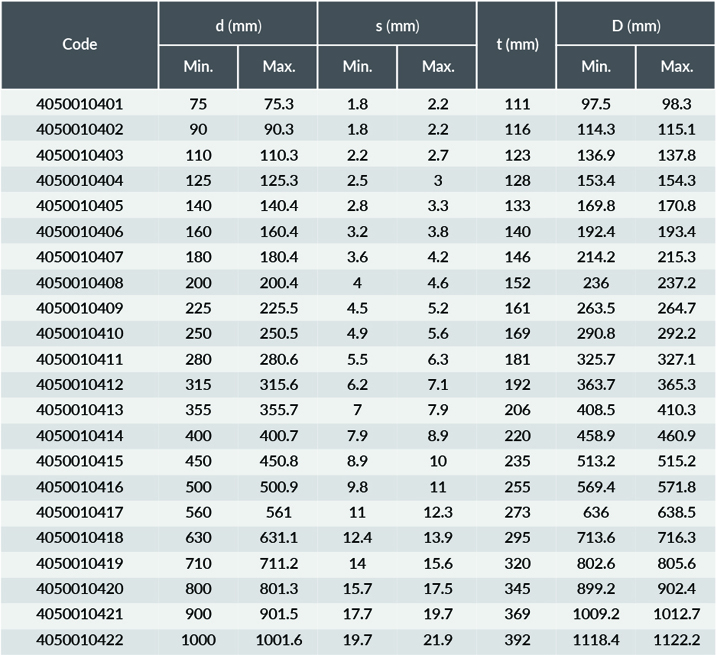 Code d (mm) s (mm) t (mm) D (mm)
Min. Max. Min. Max. Min. Max.
4050010401 75 75.3 1.8 2.2 111 97.5 98.3
4050010402 90 90.3 1.8 2.2 116 114.3 115.1
4050010403 110 110.3 2.2 2.7 123 136.9 137.8
4050010404 125 125.3 2.5 3 128 153.4 154.3
4050010405 140 140.4 2.8 3.3 133 169.8 170.8
4050010406 160 160.4 3.2 3.8 140 192.4 193.4
4050010407 180 180.4 3.6 4.2 146 214.2 215.3
4050010408 200 200.4 4 4.6 152 236 237.2
4050010409 225 225.5 4.5 5.2 161 263.5 264.7
4050010410 250 250.5 4.9 5.6 169 290.8 292.2
4050010411 280 280.6 5.5 6.3 181 325.7 327.1
4050010412 315 315.6 6.2 7.1 192 363.7 365.3
4050010413 355 355.7 7 7.9 206 408.5 410.3
4050010414 400 400.7 7.9 8.9 220 458.9 460.9
4050010415 450 450.8 8.9 10 235 513.2 515.2
4050010416 500 500.9 9.8 11 255 569.4 571.8
4050010417 560 561 11 12.3 273 636 638.5
4050010418 630 631.1 12.4 13.9 295 713.6 716.3
4050010419 710 711.2 14 15.6 320 802.6 805.6
4050010420 800 801.3 15.7 17.5 345 899.2 902.4
4050010421 900 901.5 17.7 19.7 369 1009.2 1012.7
4050010422 1000 1001.6 19.7 21.9 392 1118.4 1122.2